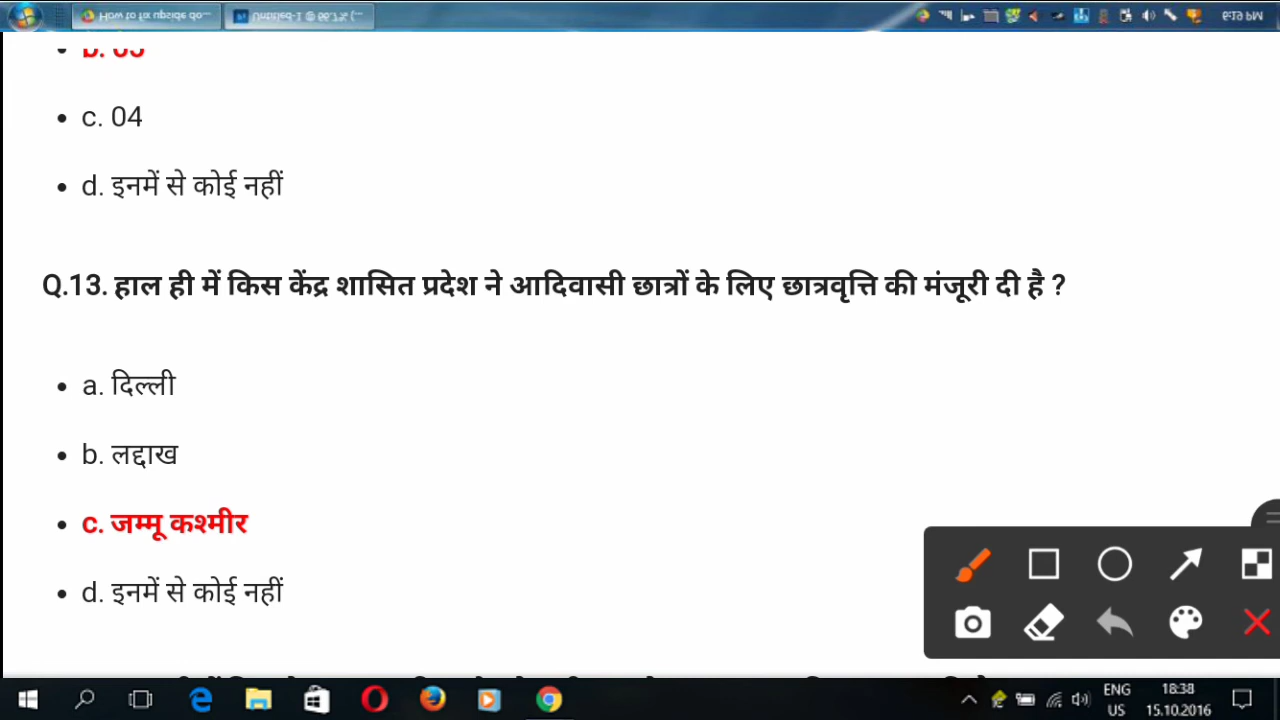 c. 04
d. इनमें से कोई नहीं
Q.13. हाल ही में किस केंद्र शासित प्रदेश ने आदिवासी छात्रों के लिए छात्रवृत्ति की मंजूरी दी है ?
a. दिल्ली
b. लद्दाख
c. जम्मू कश्मीर
d. इनमें से कोई नहीं
ENG
US
18:38
15.10.2016